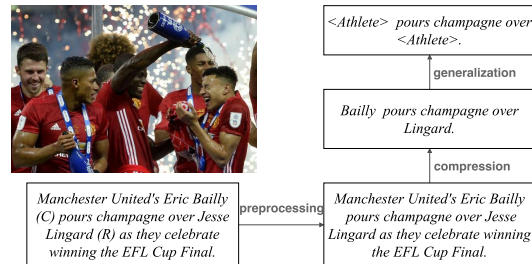 <Athlete> pours champagne over
<Athlete>.
generalization
Bailly pours champagne over
Lingard.
compression
Manchester United's Eric Bailly
(C) pours champagne over Jesse
Lingard (R) as they celebrate
winning the EFL Cup Final.
preprocessing
Manchester United's Eric Bailly
pours champagne over Jesse
Lingard as they celebrate winning
the EFL Cup Final.